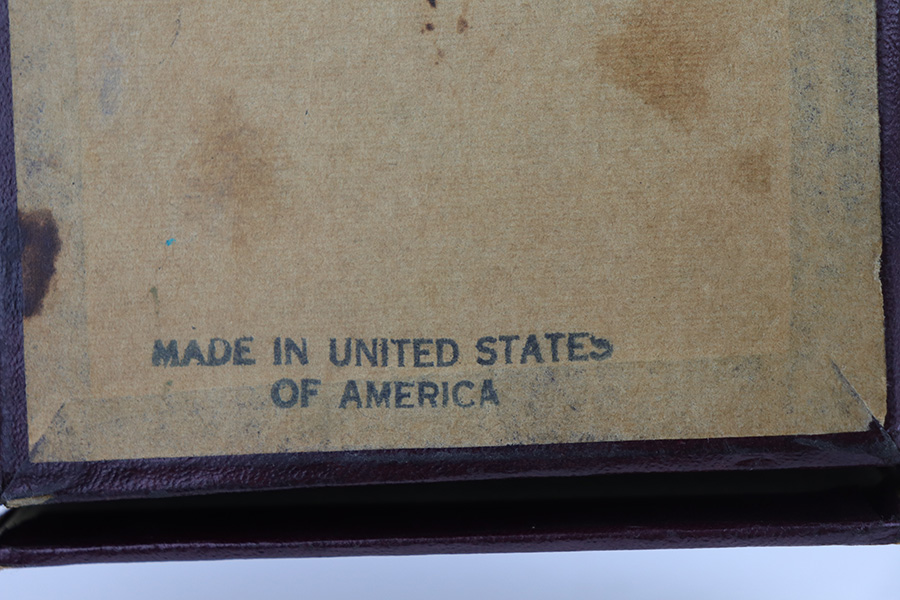 MADE IN UNITED STATES
OF AMERICA